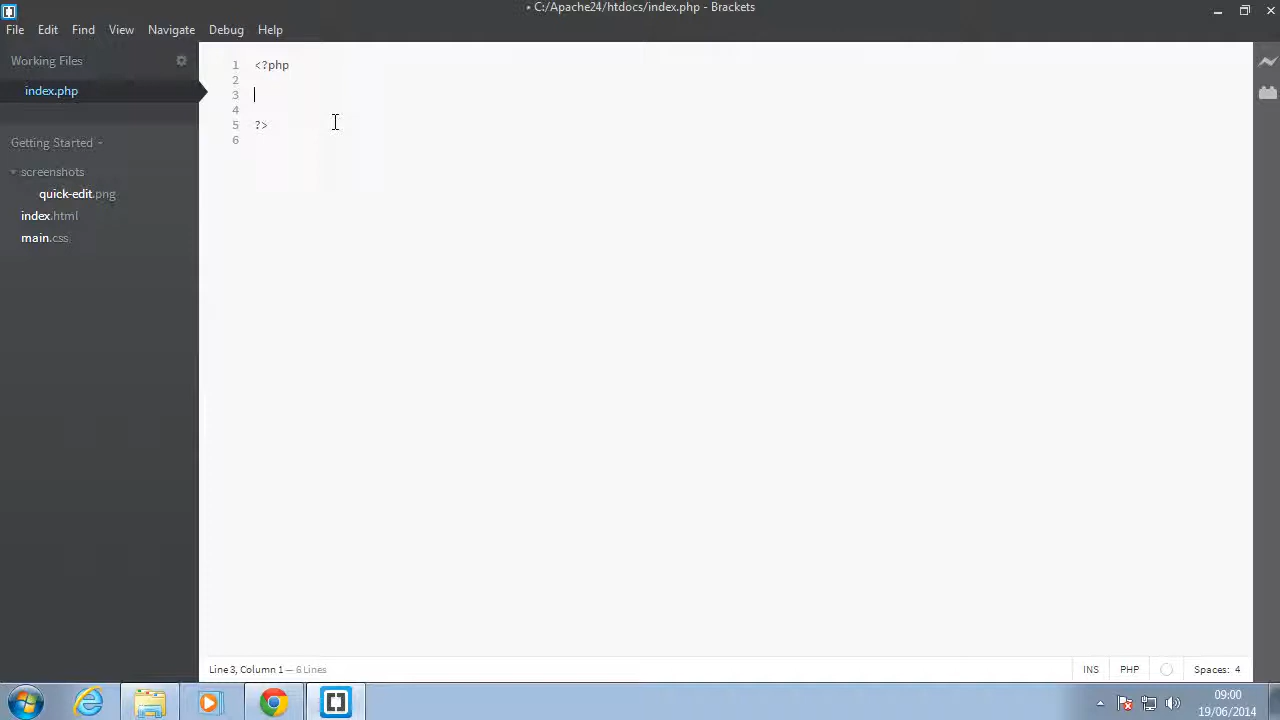 • C:/Apache24/htdocs/index.php - Brackets
File Edit Find View Navigate Debug Help
Working Files
index.php
Getting Started
screenshots
quick-edit.png
index.html
main.css
1 <?php
2
3
4
5 ?>
6
Line 3, Column 1 — 6 Lines
INS PHP Spaces: 4
09:00
19/06/2014